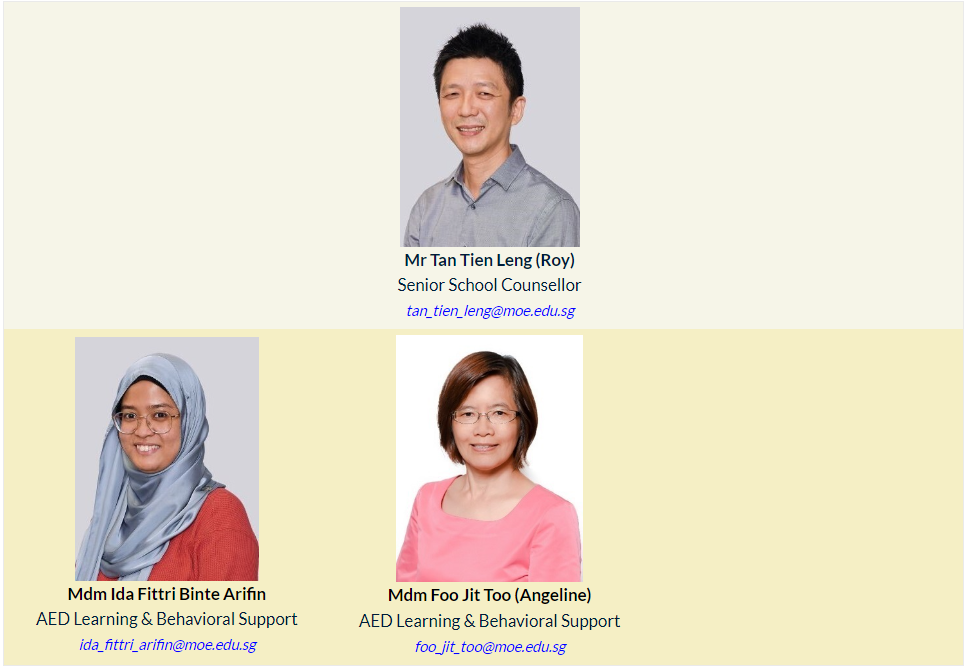 Mr Tan Tien Leng (Roy)
Senior School Counsellor
tan_tien_leng@moe.edu.sg
Mdm Ida Fittri Binte Arifin
AED Learning & Behavioral Support
ida_fittri_arifin@moe.edu.sg
Mdm Foo Jit Too (Angeline)
AED Learning & Behavioral Support
foo_jit_too@moe.edu.sg